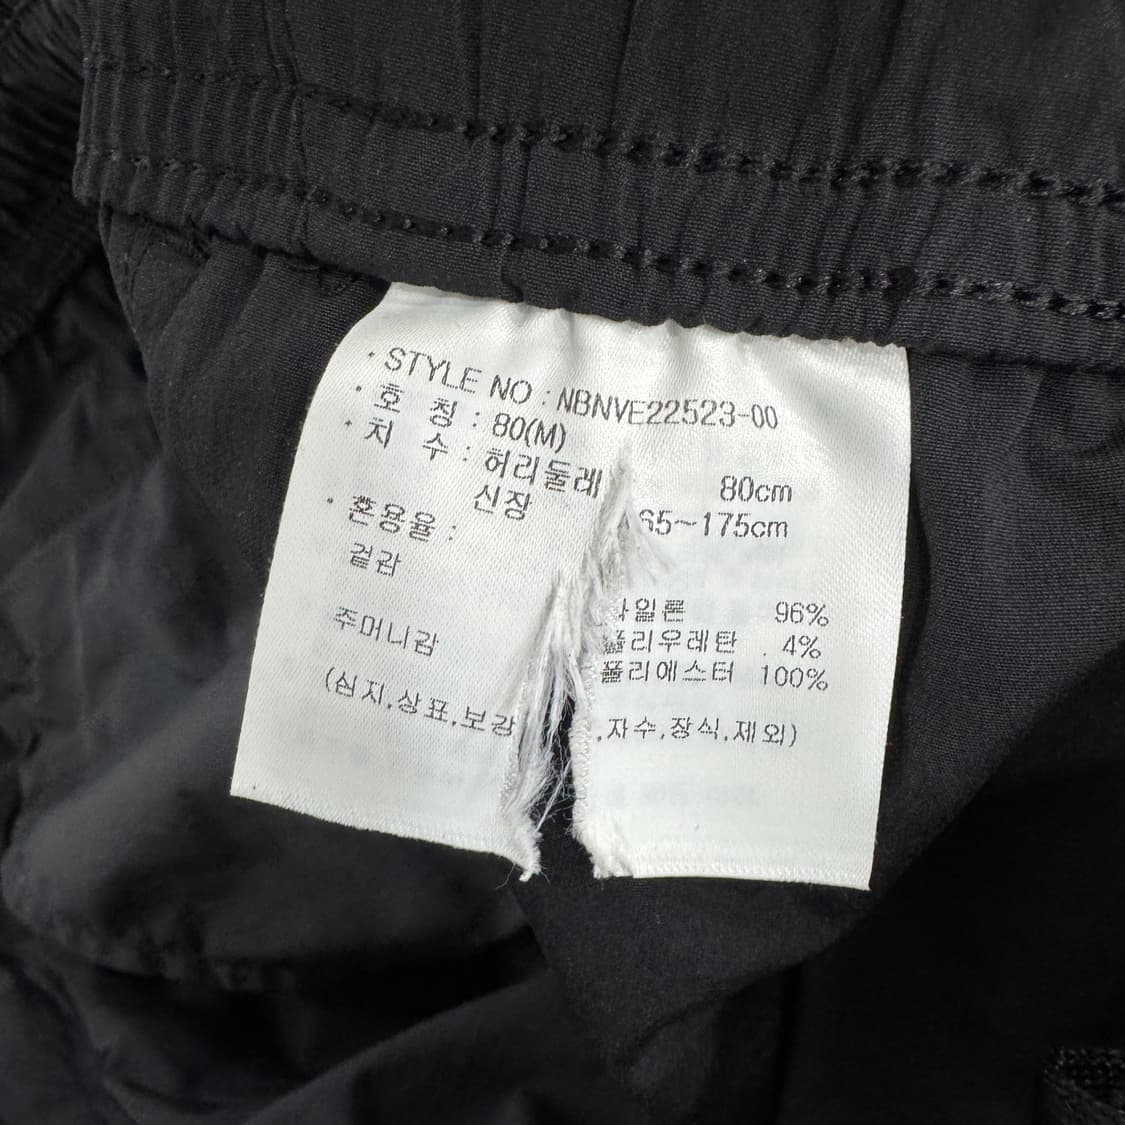 · STYLE NO : NBNVE22523-00
· 호 칭 : 80(M)
· 치 수 : 허리둘레 80cm
신장 65~175cm
· 혼용율 :
겉감 나일론 96%
폴리우레탄 4%
주머니감 폴리에스터 100%
(심지,상표,보강 ,자수,장식,제외)